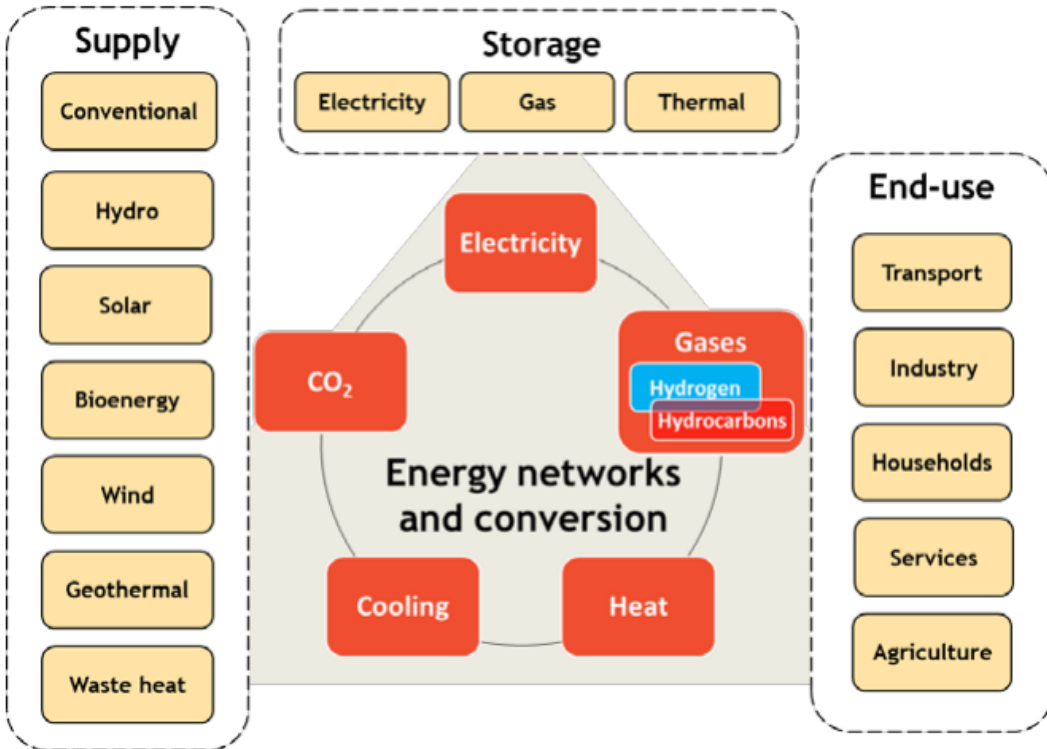 Supply
Conventional
Hydro
Solar
Bioenergy
Wind
Geothermal
Waste heat
Storage
Electricity
Gas
Thermal
Electricity
CO₂
Gases
Hydrogen
Hydrocarbons
Energy networks
and conversion
Cooling
Heat
End-use
Transport
Industry
Households
Services
Agriculture